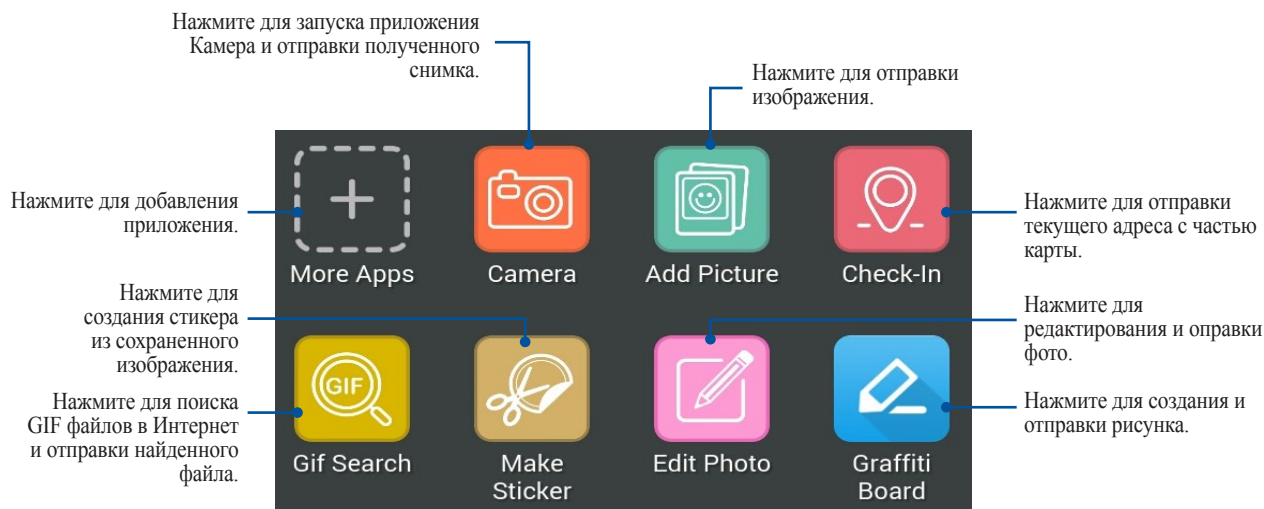 Нажмите для запуска приложения
Камера и отправки полученного
снимка.
Нажмите для отправки
изображения.
Нажмите для добавления
приложения.
Нажмите для отправки
текущего адреса с частью
карты.
More Apps
Camera
Add Picture
Check-In
Нажмите для
создания стикера
из сохраненного
изображения.
Нажмите для
редактирования и оправки
фото.
Нажмите для поиска
GIF файлов в Интернет
и отправки найденного
файла.
GIF
Нажмите для создания и
отправки рисунка.
Gif Search
Make
Sticker
Edit Photo
Graffiti
Board